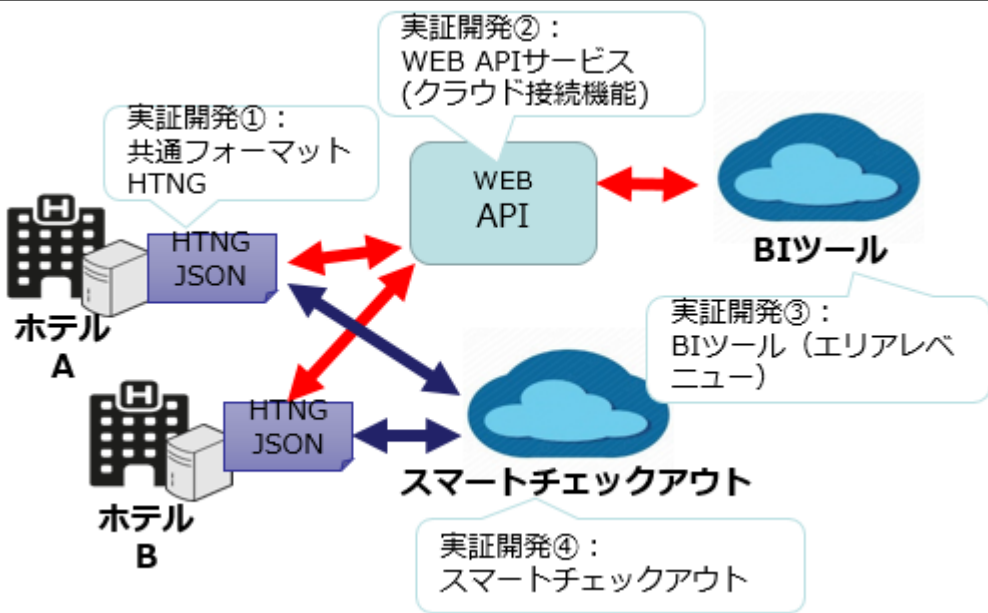 実証開発②：
WEB APIサービス
(クラウド接続機能)
実証開発①：
共通フォーマット
HTNG
WEB
API
H
HTNG
JSON
BIツール
ホテル
A
実証開発③：
BIツール（エリアレベ
ニュー）
H
HTNG
JSON
スマートチェックアウト
ホテル
B
実証開発④：
スマートチェックアウト